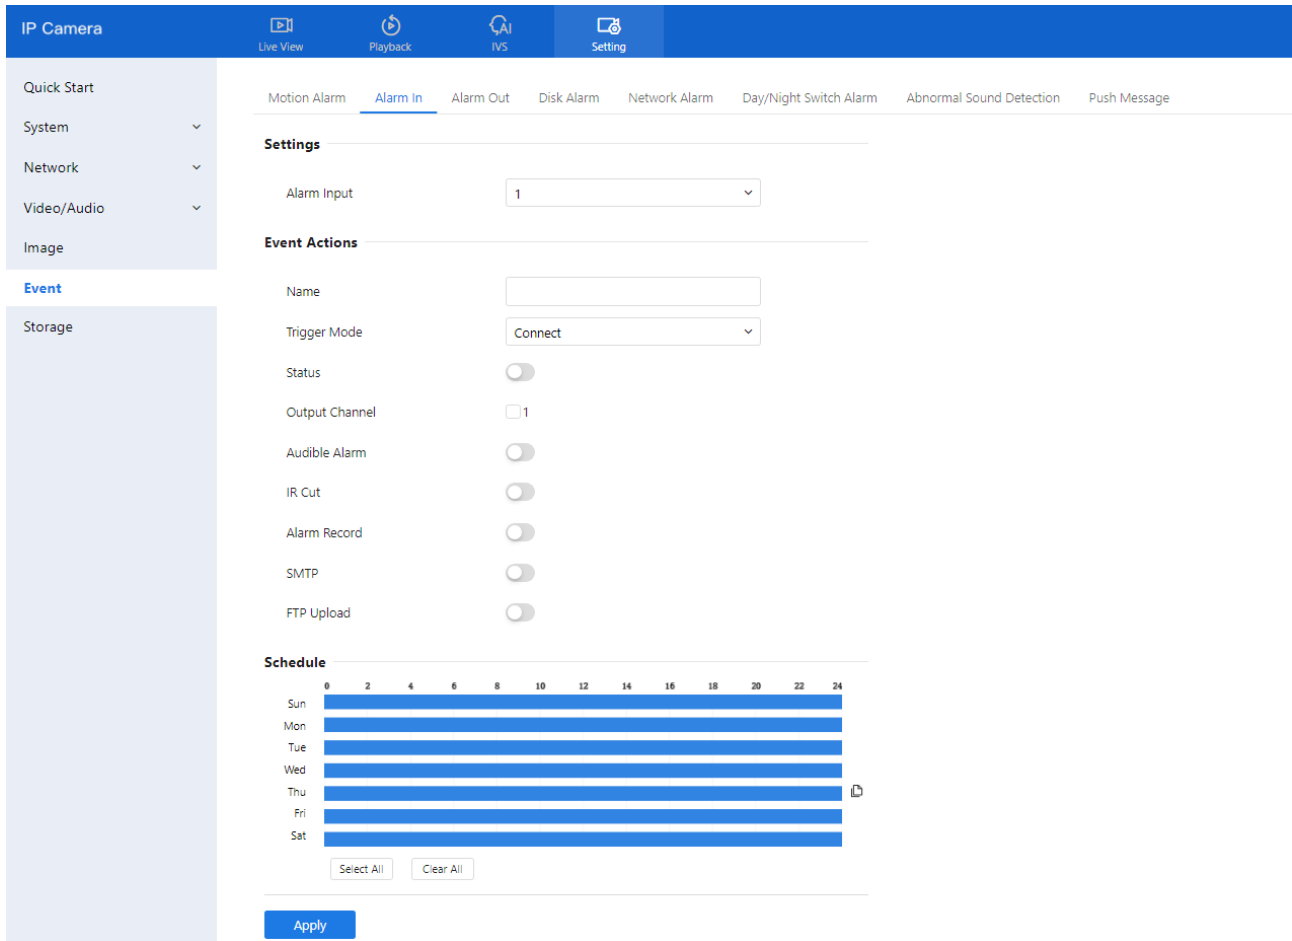 IP Camera
Live View
Playback
AI
IVS
Setting
Quick Start
System
Network
Video/Audio
Image
Event
Storage
Motion Alarm Alarm In Alarm Out Disk Alarm Network Alarm Day/Night Switch Alarm Abnormal Sound Detection Push Message
Settings
Alarm Input 1
Event Actions
Name
Trigger Mode Connect
Status
Output Channel 1
Audible Alarm
IR Cut
Alarm Record
SMTP
FTP Upload
Schedule
0 2 4 6 8 10 12 14 16 18 20 22 24
Sun
Mon
Tue
Wed
Thu
Fri
Sat
Select All Clear All
Apply